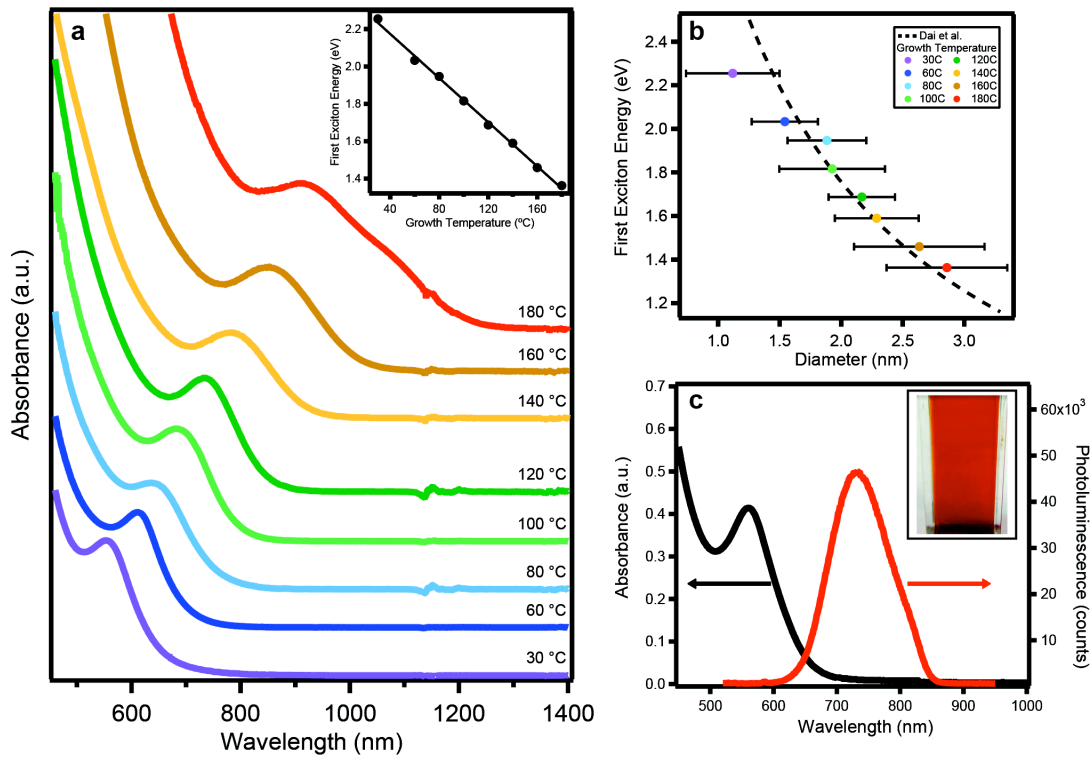 a
Absorbance (a.u.)
180 °C
160 °C
140 °C
120 °C
100 °C
80 °C
60 °C
30 °C
600 800 1000 1200 1400
Wavelength (nm)
First Exciton Energy (eV)
2.2
2.0
1.8
1.6
1.4
40 80 120 160
Growth Temperature (ºC)
b
First Exciton Energy (eV)
2.4
2.2
2.0
1.8
1.6
1.4
1.2
1.0 1.5 2.0 2.5 3.0
Diameter (nm)
Dai et al.
Growth Temperature
30C 120C
60C 140C
80C 160C
100C 180C
c
Absorbance (a.u.)
0.7
0.6
0.5
0.4
0.3
0.2
0.1
0.0
500 600 700 800 900 1000
Wavelength (nm)
60x10³
50
40
30
20
10
Photoluminescence (counts)